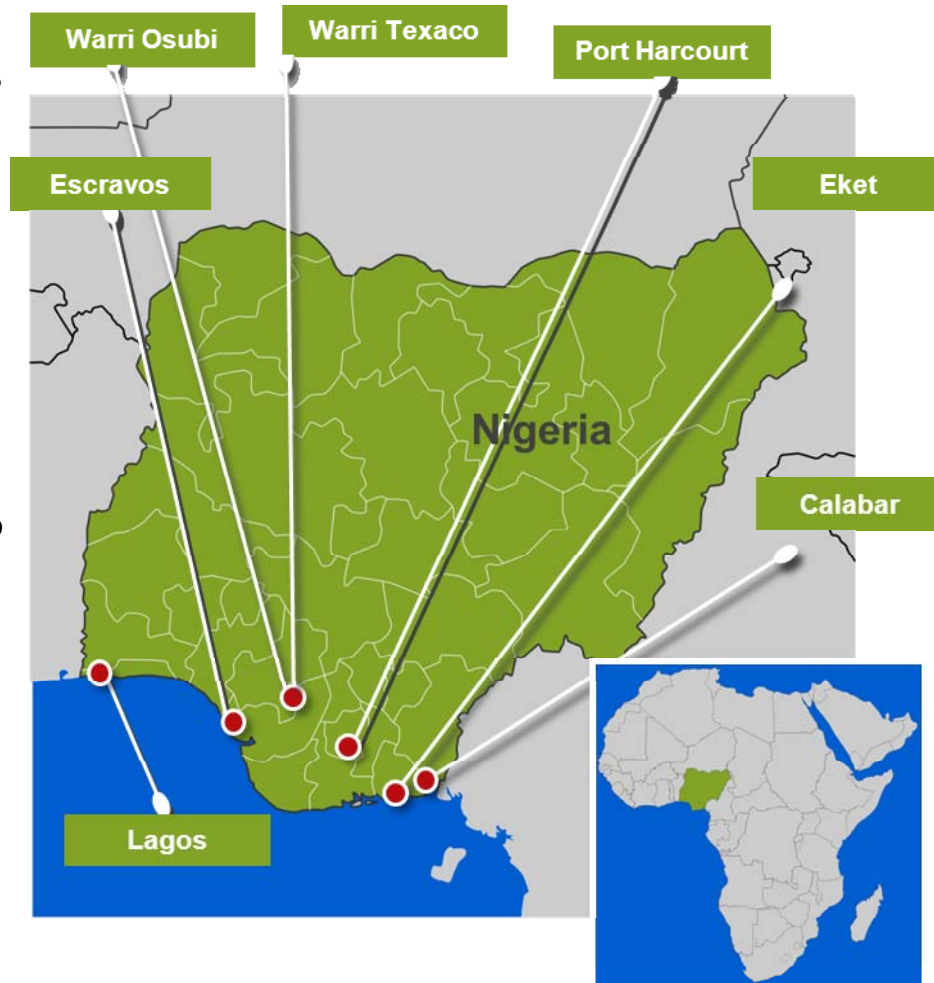 Warri Osubi
Warri Texaco
Port Harcourt
Escravos
Eket
Nigeria
Calabar
Lagos